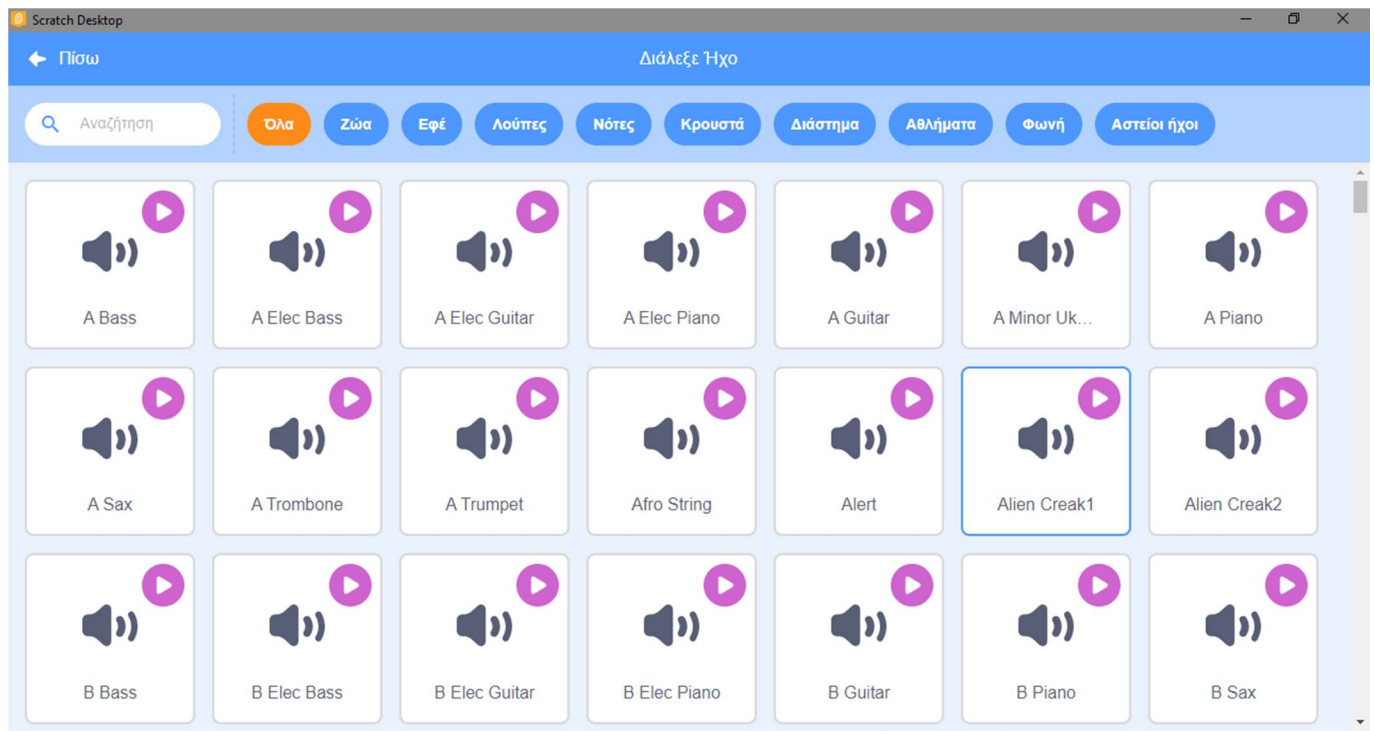 Scratch Desktop
Πίσω
Διάλεξε Ήχο
Αναζήτηση Όλα Ζώα Εφέ Λούπες Νότες Κρουστά Διάστημα Αθλήματα Φωνή Αστείοι ήχοι
A Bass A Elec Bass A Elec Guitar A Elec Piano A Guitar A Minor Uk... A Piano
A Sax A Trombone A Trumpet Afro String Alert Alien Creak1 Alien Creak2
B Bass B Elec Bass B Elec Guitar B Elec Piano B Guitar B Piano B Sax